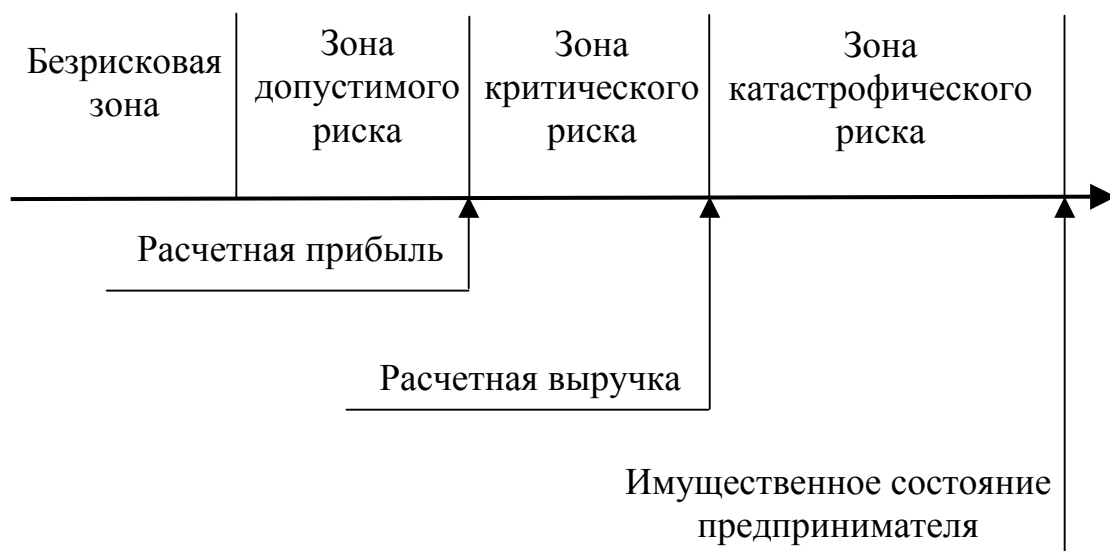 Безрисковая
зона
Зона
допустимого
риска
Зона
критического
риска
Зона
катастрофического
риска
Расчетная прибыль
Расчетная выручка
Имущественное состояние
предпринимателя